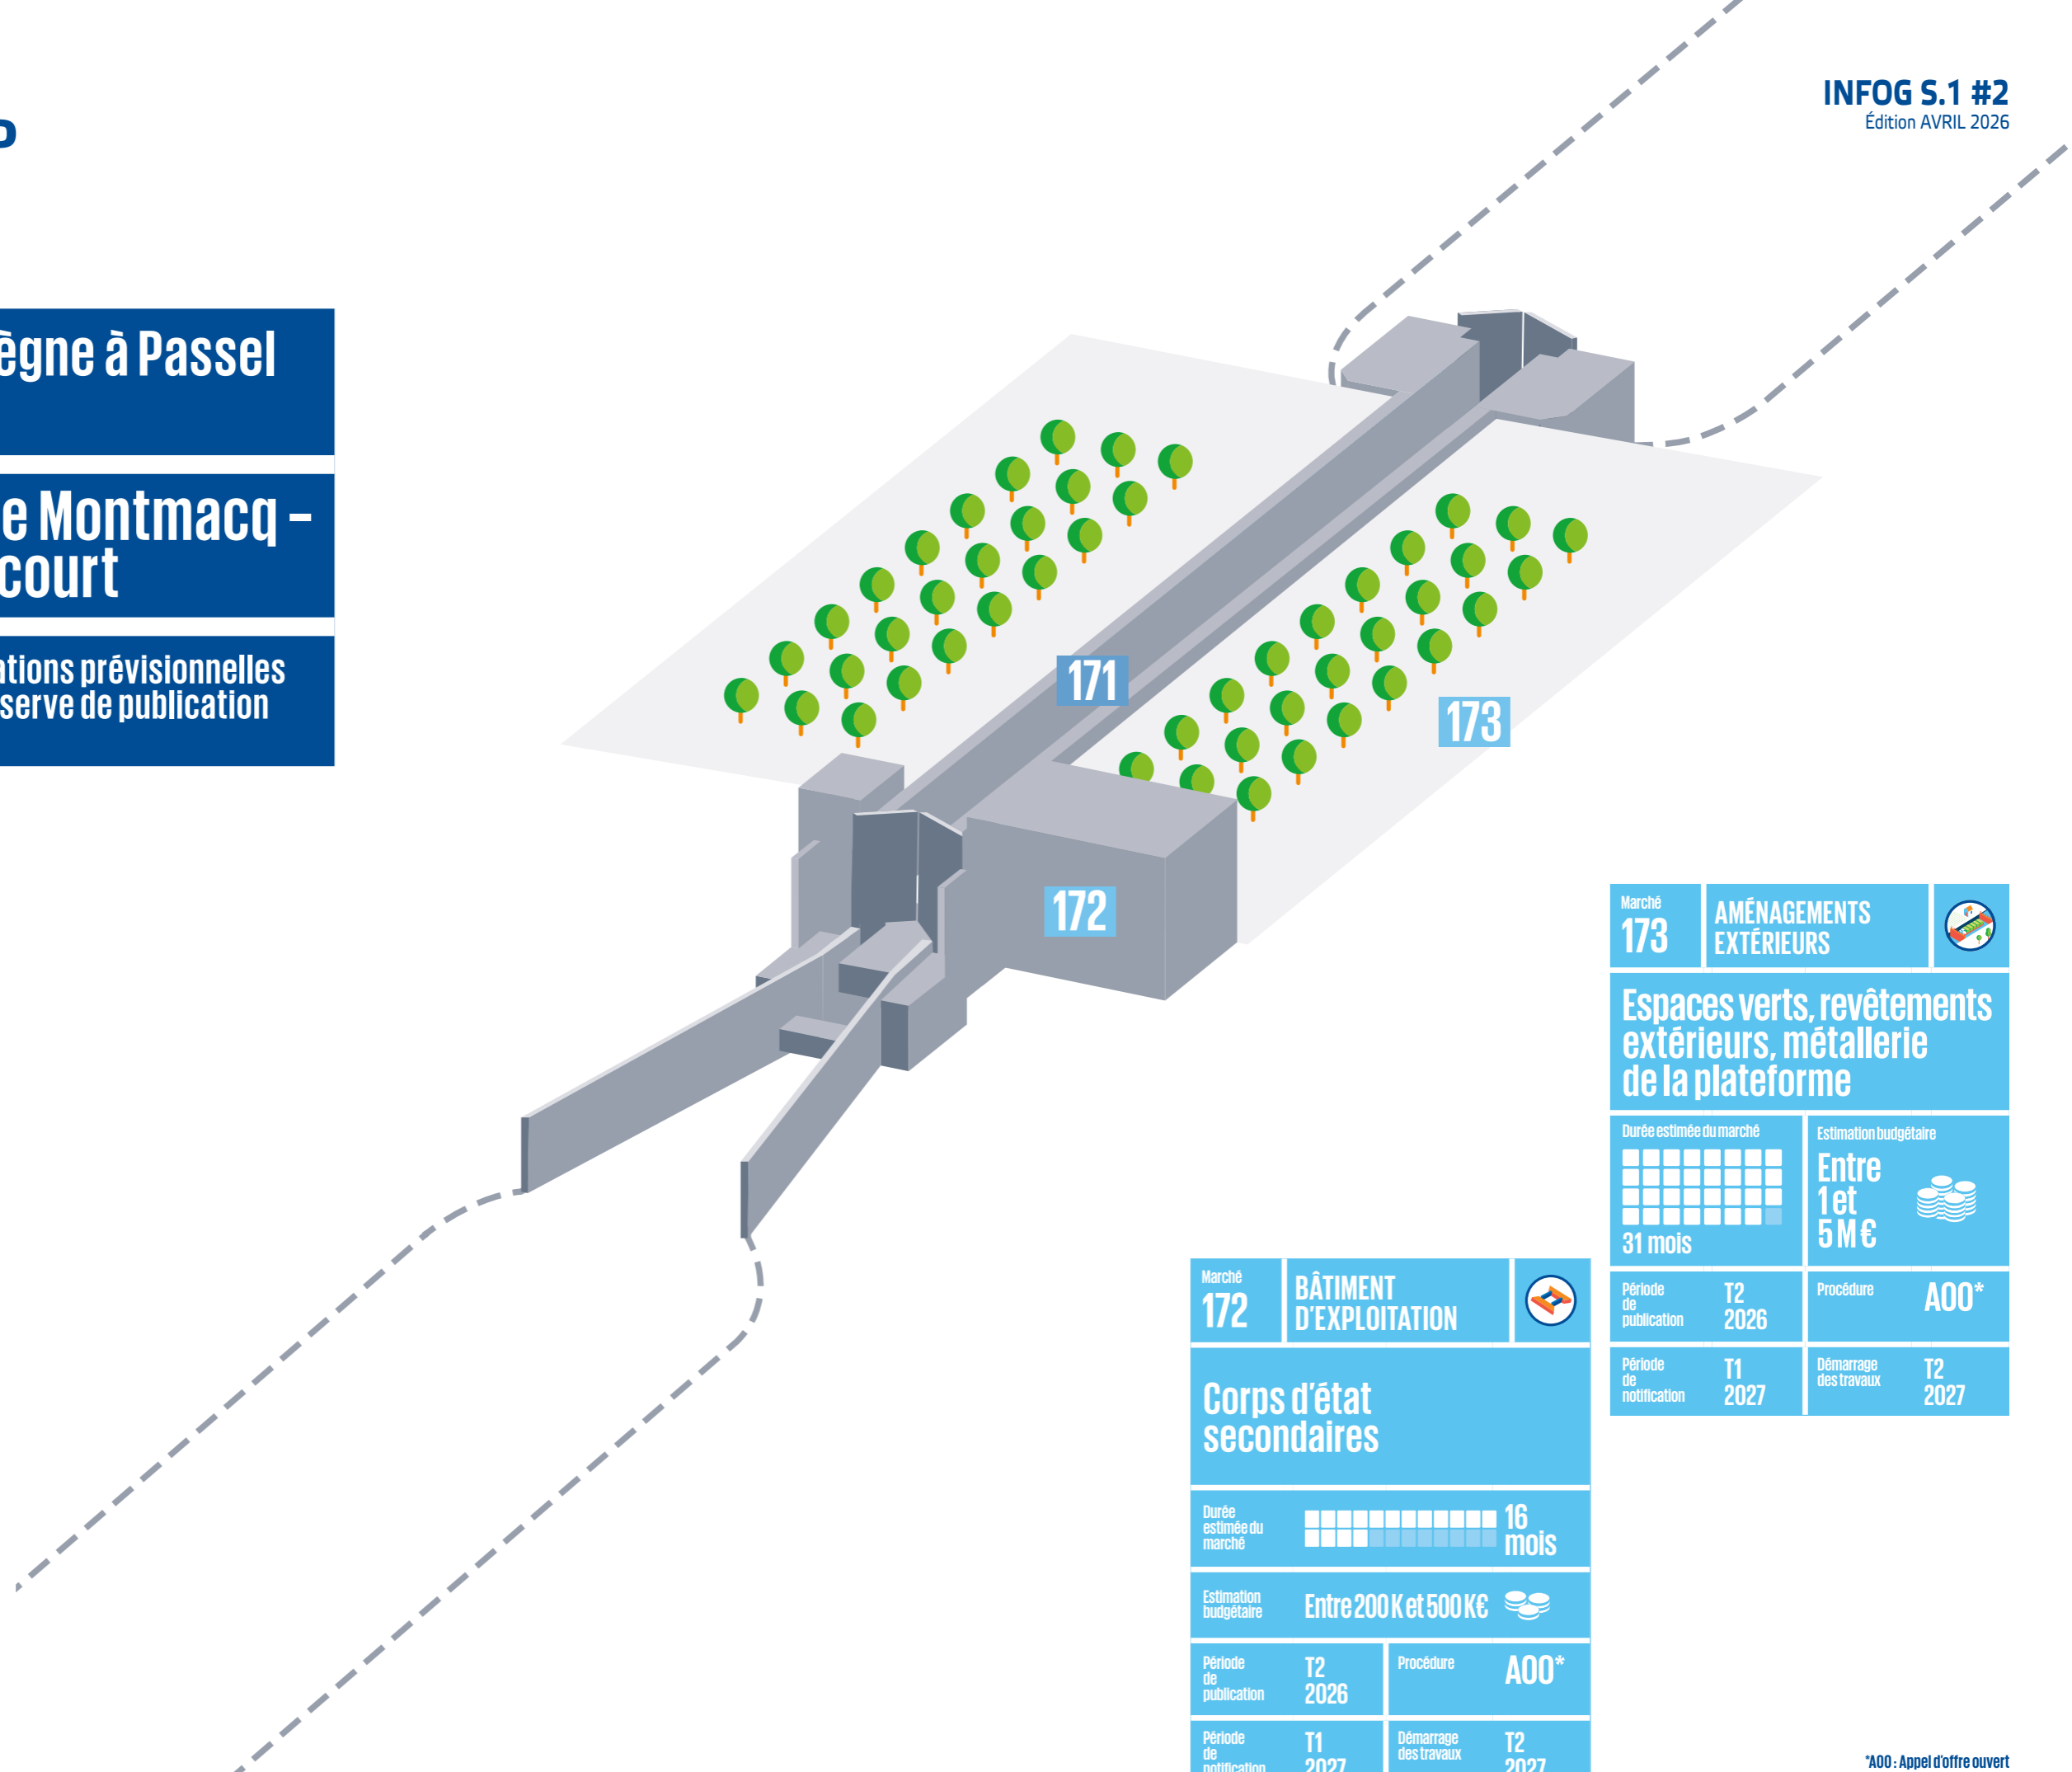 INFOG S.1 #2
Édition AVRIL 2026
ègne à Passel
e Montmacq –
court
ations prévisionnelles
serve de publication
171
173
172
Marché
173
AMÉNAGEMENTS
EXTÉRIEURS
Espaces verts, revêtements
extérieurs, métallerie
de la plateforme
Durée estimée du marché
31 mois
Estimation budgétaire
Entre
1 et
5 M€
Période
de
publication
T2
2026
Procédure
AOO*
Période
de
notification
T1
2027
Démarrage
des travaux
T2
2027
Marché
172
BÂTIMENT
D'EXPLOITATION
Corps d'état
secondaires
Durée
estimée du
marché
16
mois
Estimation
budgétaire
Entre 200 K et 500 K€
Période
de
publication
T2
2026
Procédure
AOO*
Période
de
notification
T1
2027
Démarrage
des travaux
T2
2027
*AOO : Appel d'offre ouvert